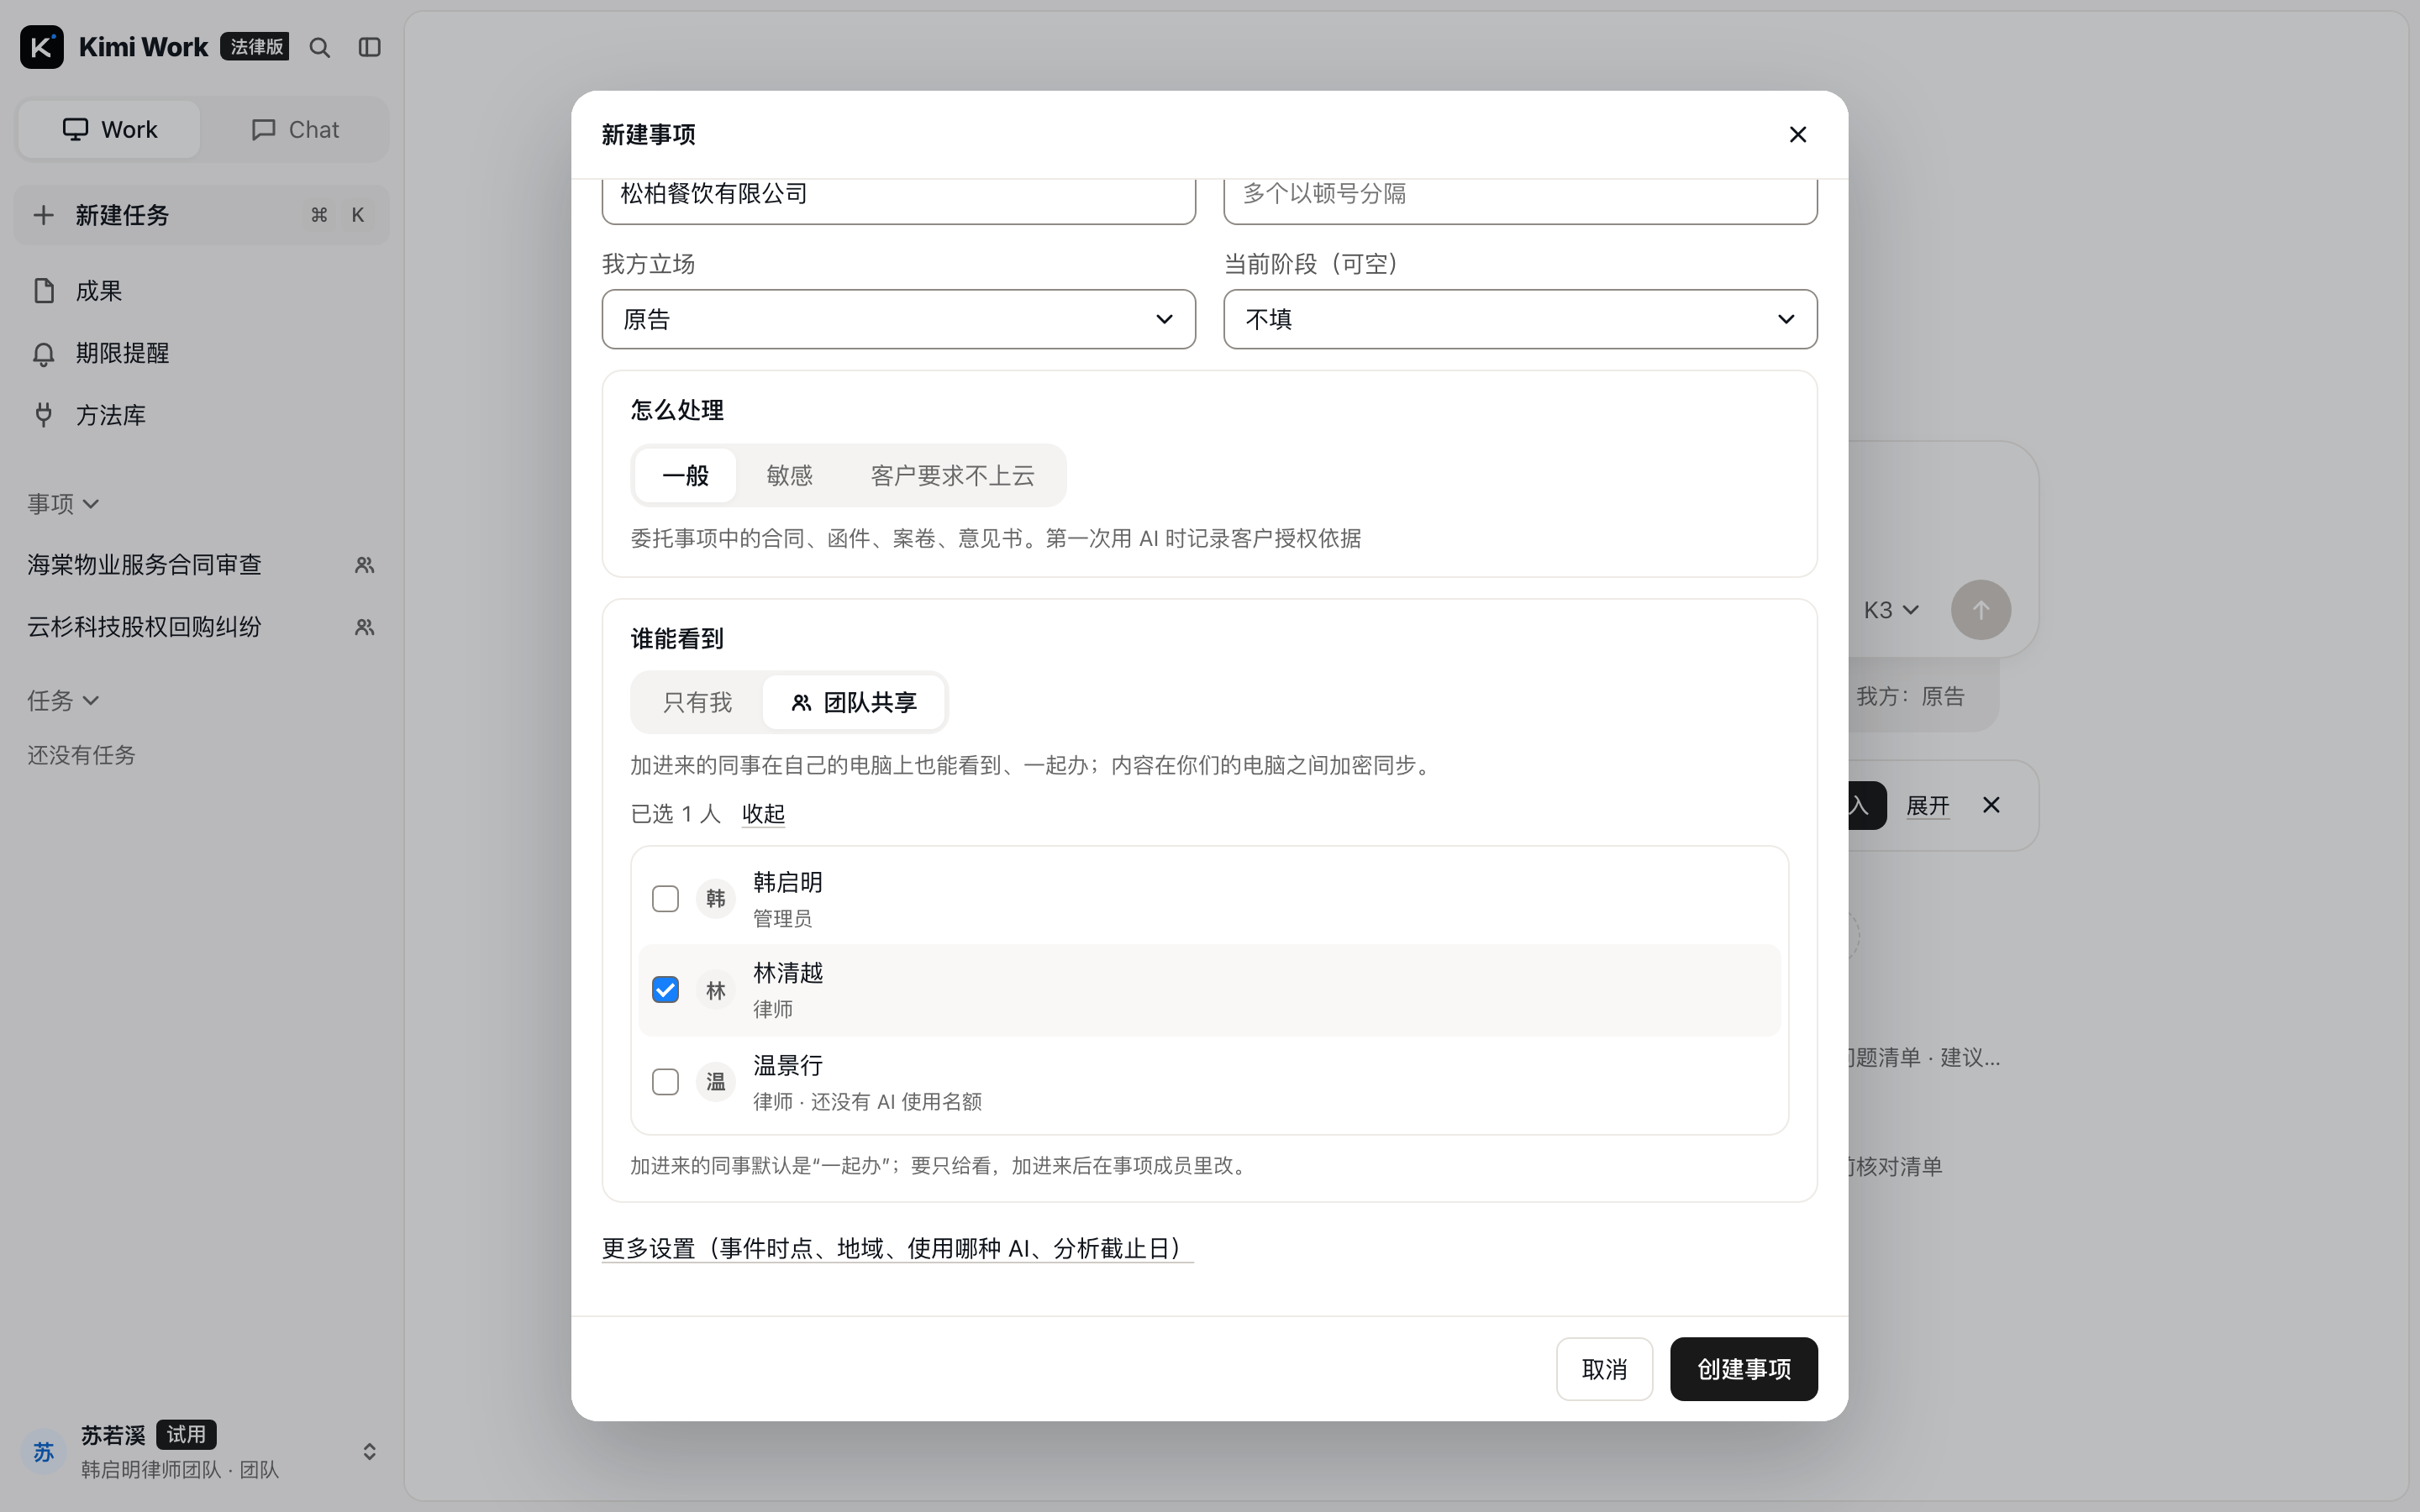 Kimi Work 法律版
Work
Chat
新建任务 ⌘ K
成果
期限提醒
方法库
事项
海棠物业服务合同审查
云杉科技股权回购纠纷
任务
还没有任务
苏 苏若溪 试用
韩启明律师团队 · 团队
新建事项
松柏餐饮有限公司
多个以顿号分隔
我方立场
当前阶段（可空）
原告
不填
怎么处理
一般
敏感
客户要求不上云
委托事项中的合同、函件、案卷、意见书。第一次用 AI 时记录客户授权依据
谁能看到
只有我
团队共享
加进来的同事在自己的电脑上也能看到、一起办；内容在你们的电脑之间加密同步。
已选 1 人 收起
韩 韩启明
管理员
林 林清越
律师
温 温景行
律师 · 还没有 AI 使用名额
加进来的同事默认是“一起办”；要只给看，加进来后在事项成员里改。
更多设置（事件时点、地域、使用哪种 AI、分析截止日）
取消
创建事项
K3
我方：原告
入 展开
题清单 · 建议...
核对清单